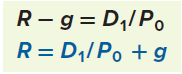 R − g = D₁/P₀
R = D₁/P₀ + g